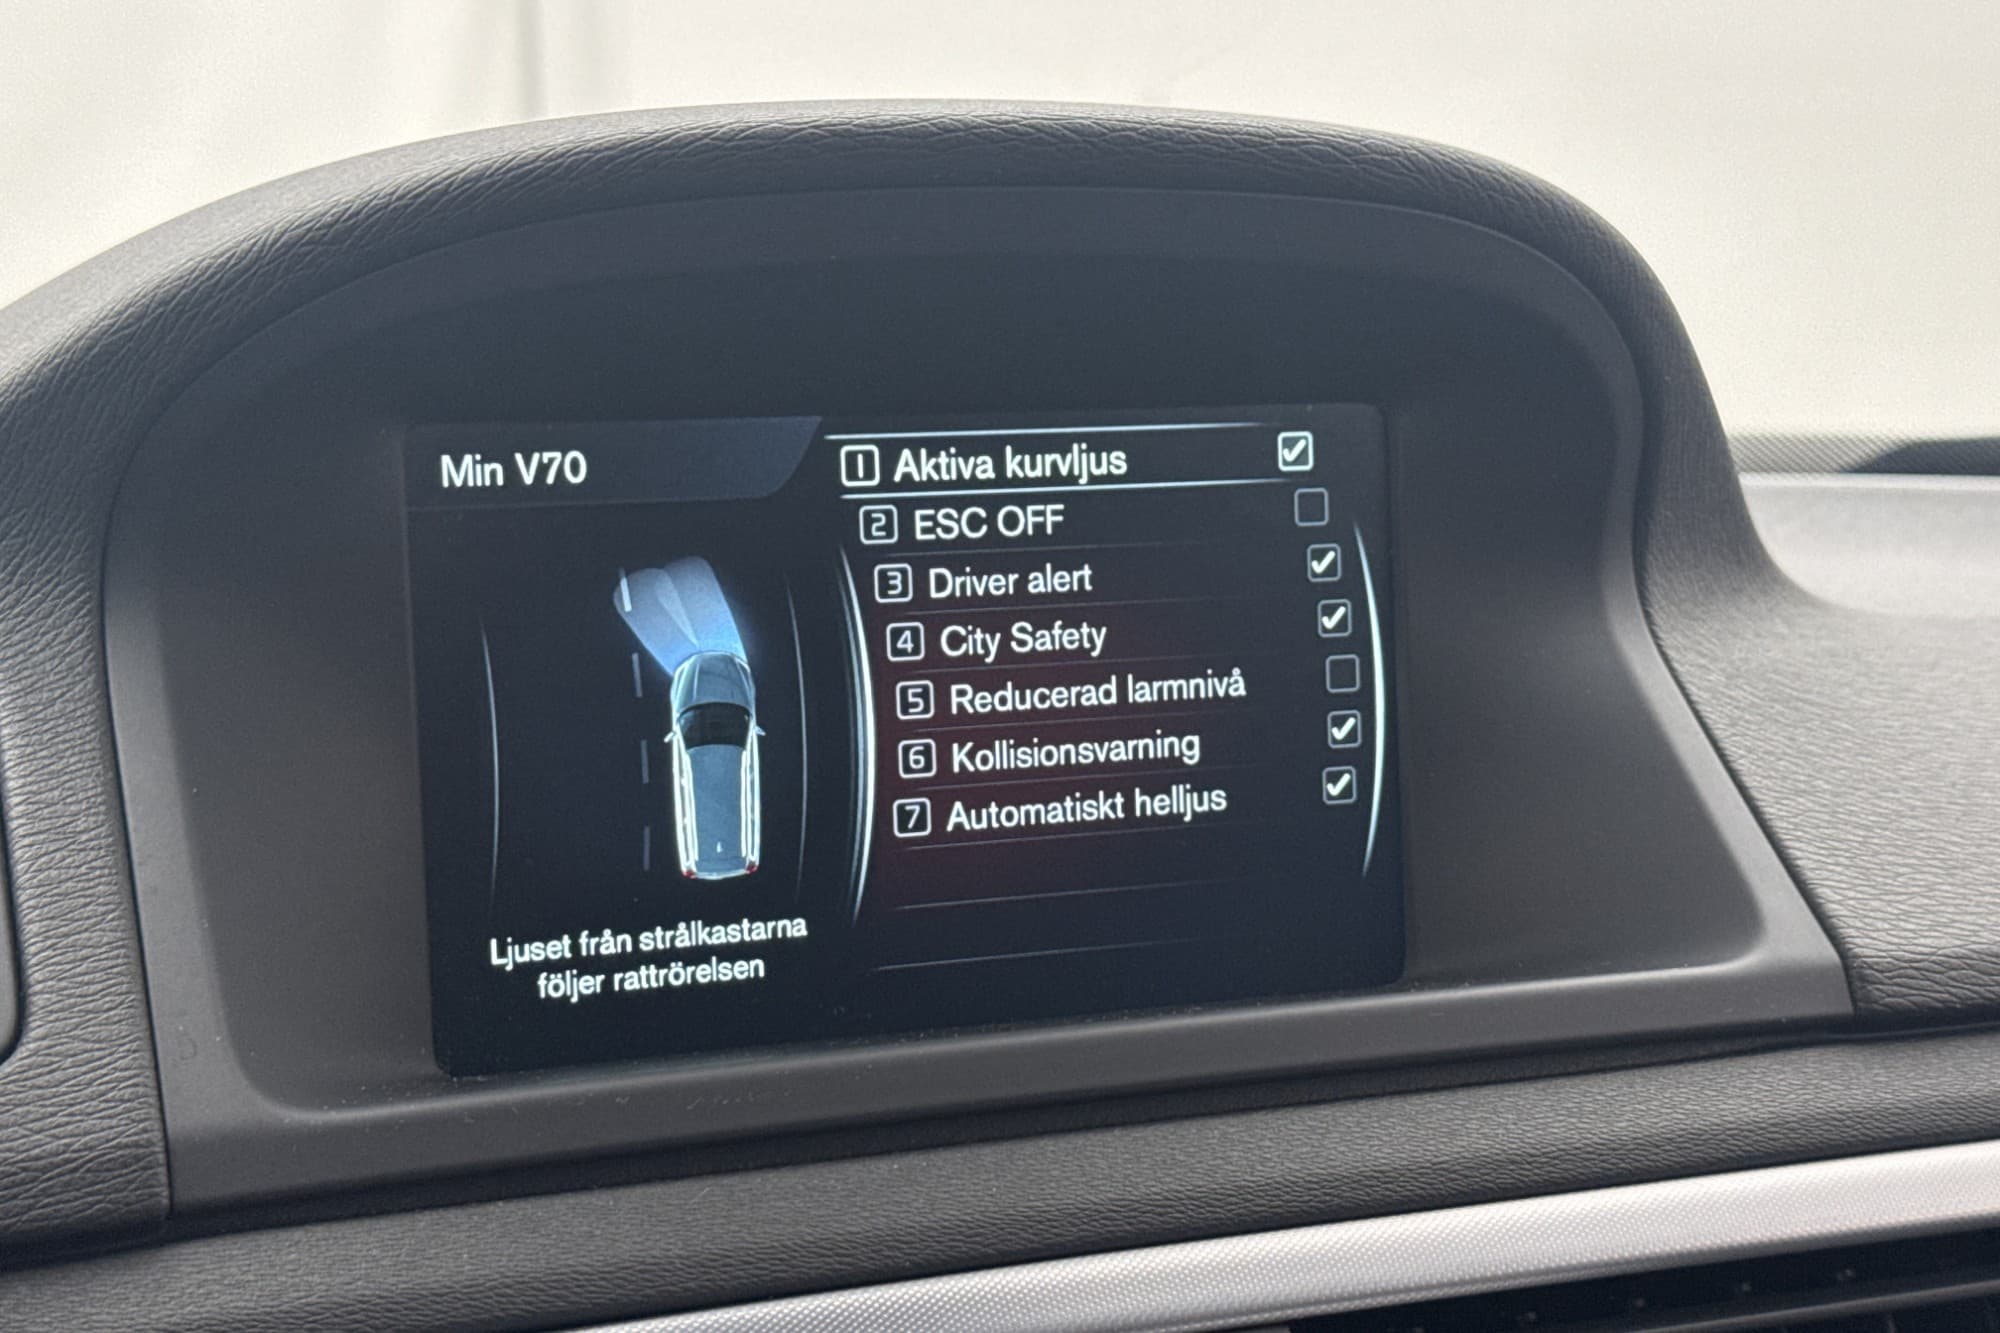 Min V70
1 Aktiva kurvljus
2 ESC OFF
3 Driver alert
4 City Safety
5 Reducerad larmnivå
6 Kollisionsvarning
7 Automatiskt helljus
Ljuset från strålkastarna
följer rattrörelsen